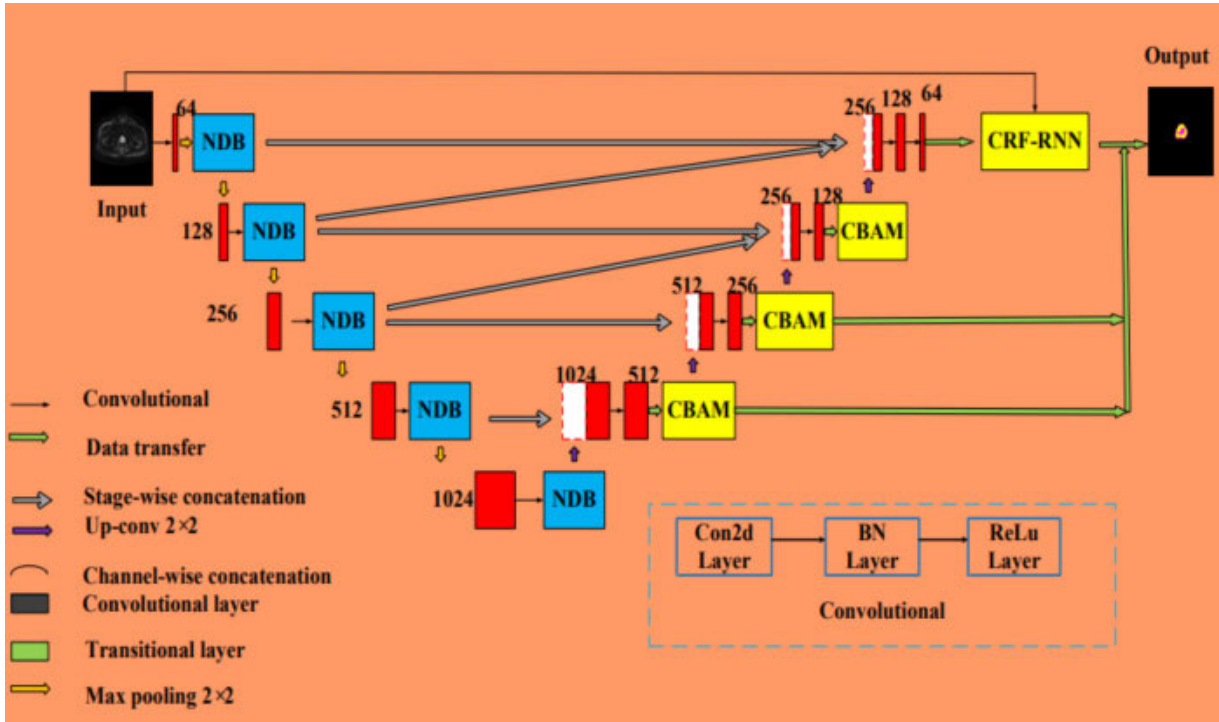 Output
Input
64
NDB
256
128
64
CRF-RNN
128
NDB
256
128
CBAM
256
NDB
512
256
CBAM
512
NDB
1024
512
CBAM
1024
NDB
Convolutional
Data transfer
Stage-wise concatenation
Up-conv 2×2
Channel-wise concatenation
Convolutional layer
Transitional layer
Max pooling 2×2
Con2d
Layer
BN
Layer
ReLu
Layer
Convolutional